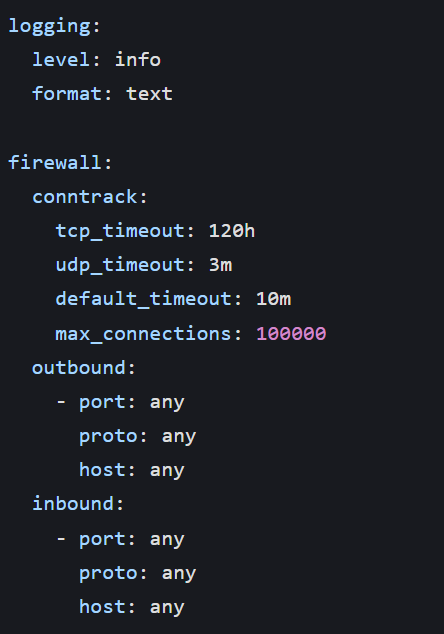 logging:
  level: info
  format: text

firewall:
  conntrack:
    tcp_timeout: 120h
    udp_timeout: 3m
    default_timeout: 10m
    max_connections: 100000
  outbound:
    - port: any
      proto: any
      host: any
  inbound:
    - port: any
      proto: any
      host: any